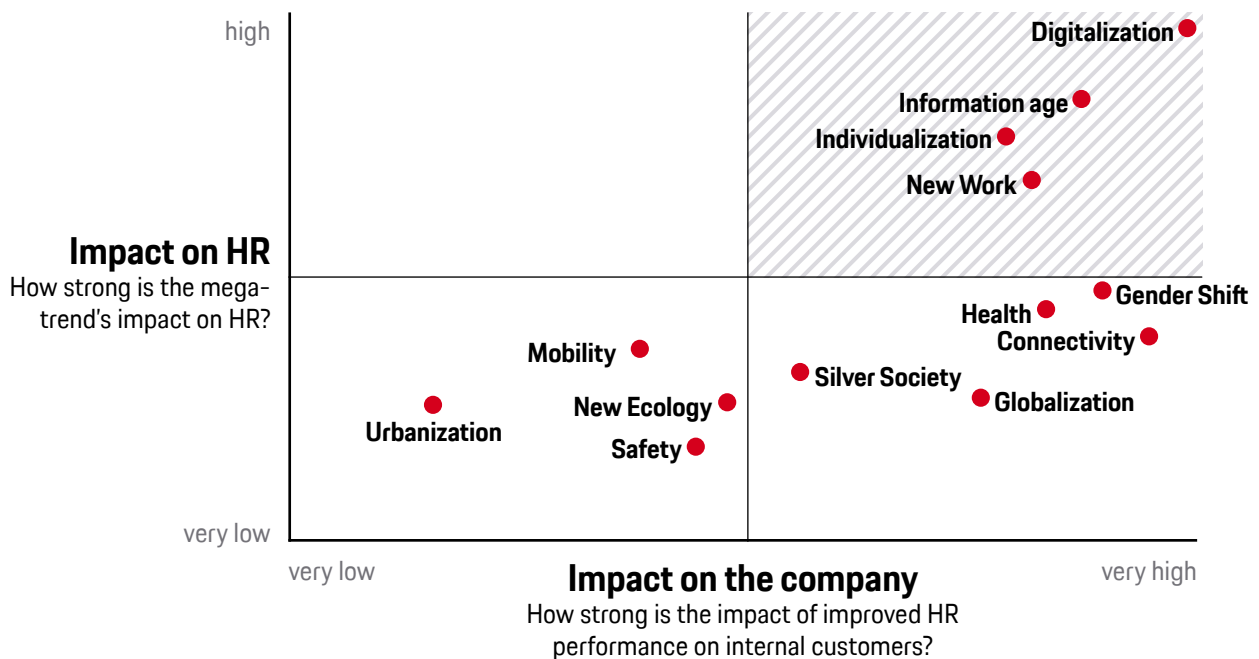 high
Digitalization
Information age
Individualization
New Work
Impact on HR
How strong is the mega-
trend's impact on HR?
Gender Shift
Health
Connectivity
Mobility
Silver Society
New Ecology
Globalization
Urbanization
Safety
very low
very low
Impact on the company
very high
How strong is the impact of improved HR
performance on internal customers?